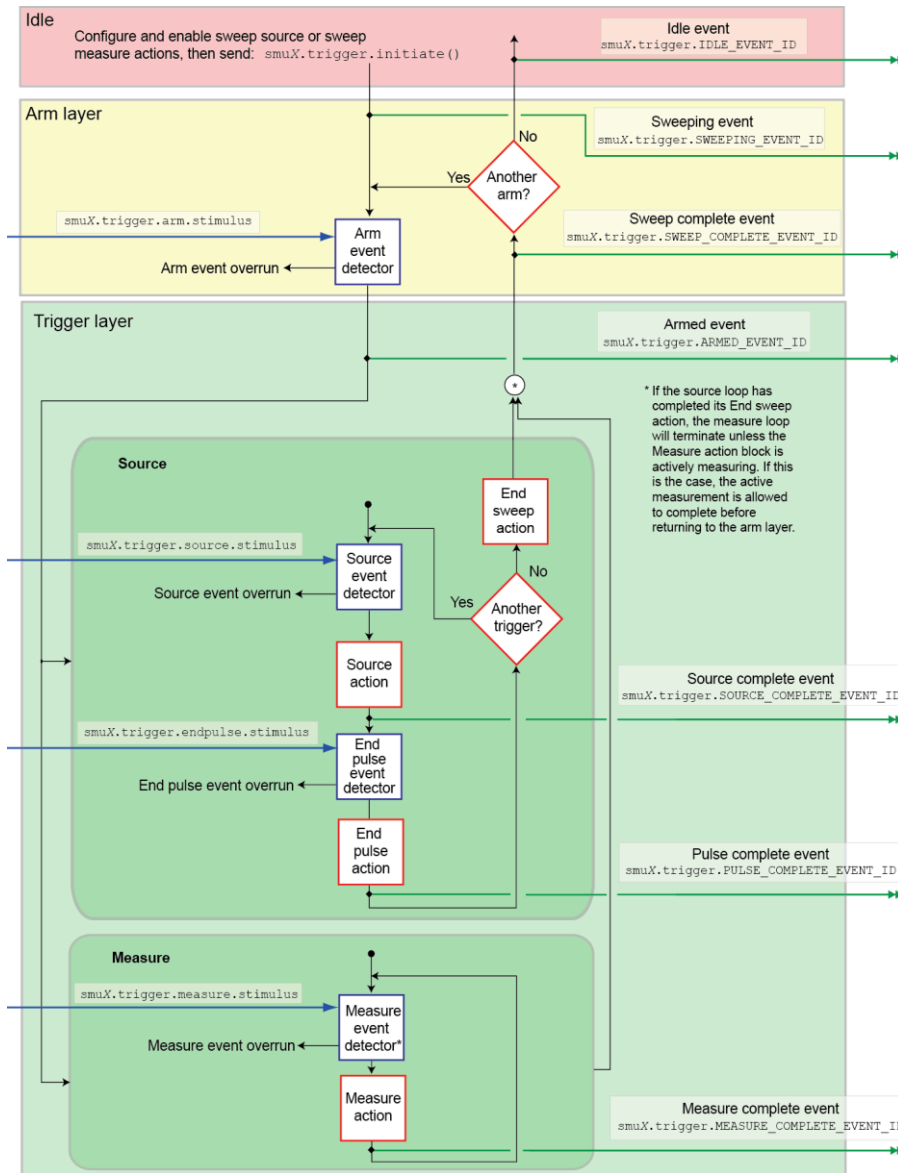 Idle
Configure and enable sweep source or sweep
measure actions, then send: smuX.trigger.initiate()
Idle event
smuX.trigger.IDLE_EVENT_ID
Arm layer
Sweeping event
smuX.trigger.SWEEPING_EVENT_ID
No
Yes
Another
arm?
smuX.trigger.arm.stimulus
Arm
event
detector
Arm event overrun
Sweep complete event
smuX.trigger.SWEEP_COMPLETE_EVENT_ID
Trigger layer
Armed event
smuX.trigger.ARMED_EVENT_ID
*
* If the source loop has
completed its End sweep
action, the measure loop
will terminate unless the
Measure action block is
actively measuring. If this
is the case, the active
measurement is allowed
to complete before
returning to the arm layer.
Source
End
sweep
action
smuX.trigger.source.stimulus
Source
event
detector
Source event overrun
No
Yes
Another
trigger?
Source
action
Source complete event
smuX.trigger.SOURCE_COMPLETE_EVENT_ID
smuX.trigger.endpulse.stimulus
End
pulse
event
detector
End pulse event overrun
End
pulse
action
Pulse complete event
smuX.trigger.PULSE_COMPLETE_EVENT_ID
Measure
smuX.trigger.measure.stimulus
Measure
event
detector*
Measure event overrun
Measure
action
Measure complete event
smuX.trigger.MEASURE_COMPLETE_EVENT_ID